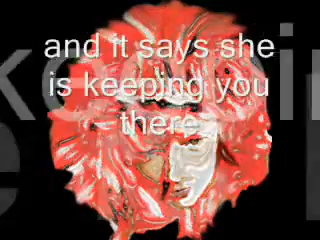 and it says she
is keeping you
there